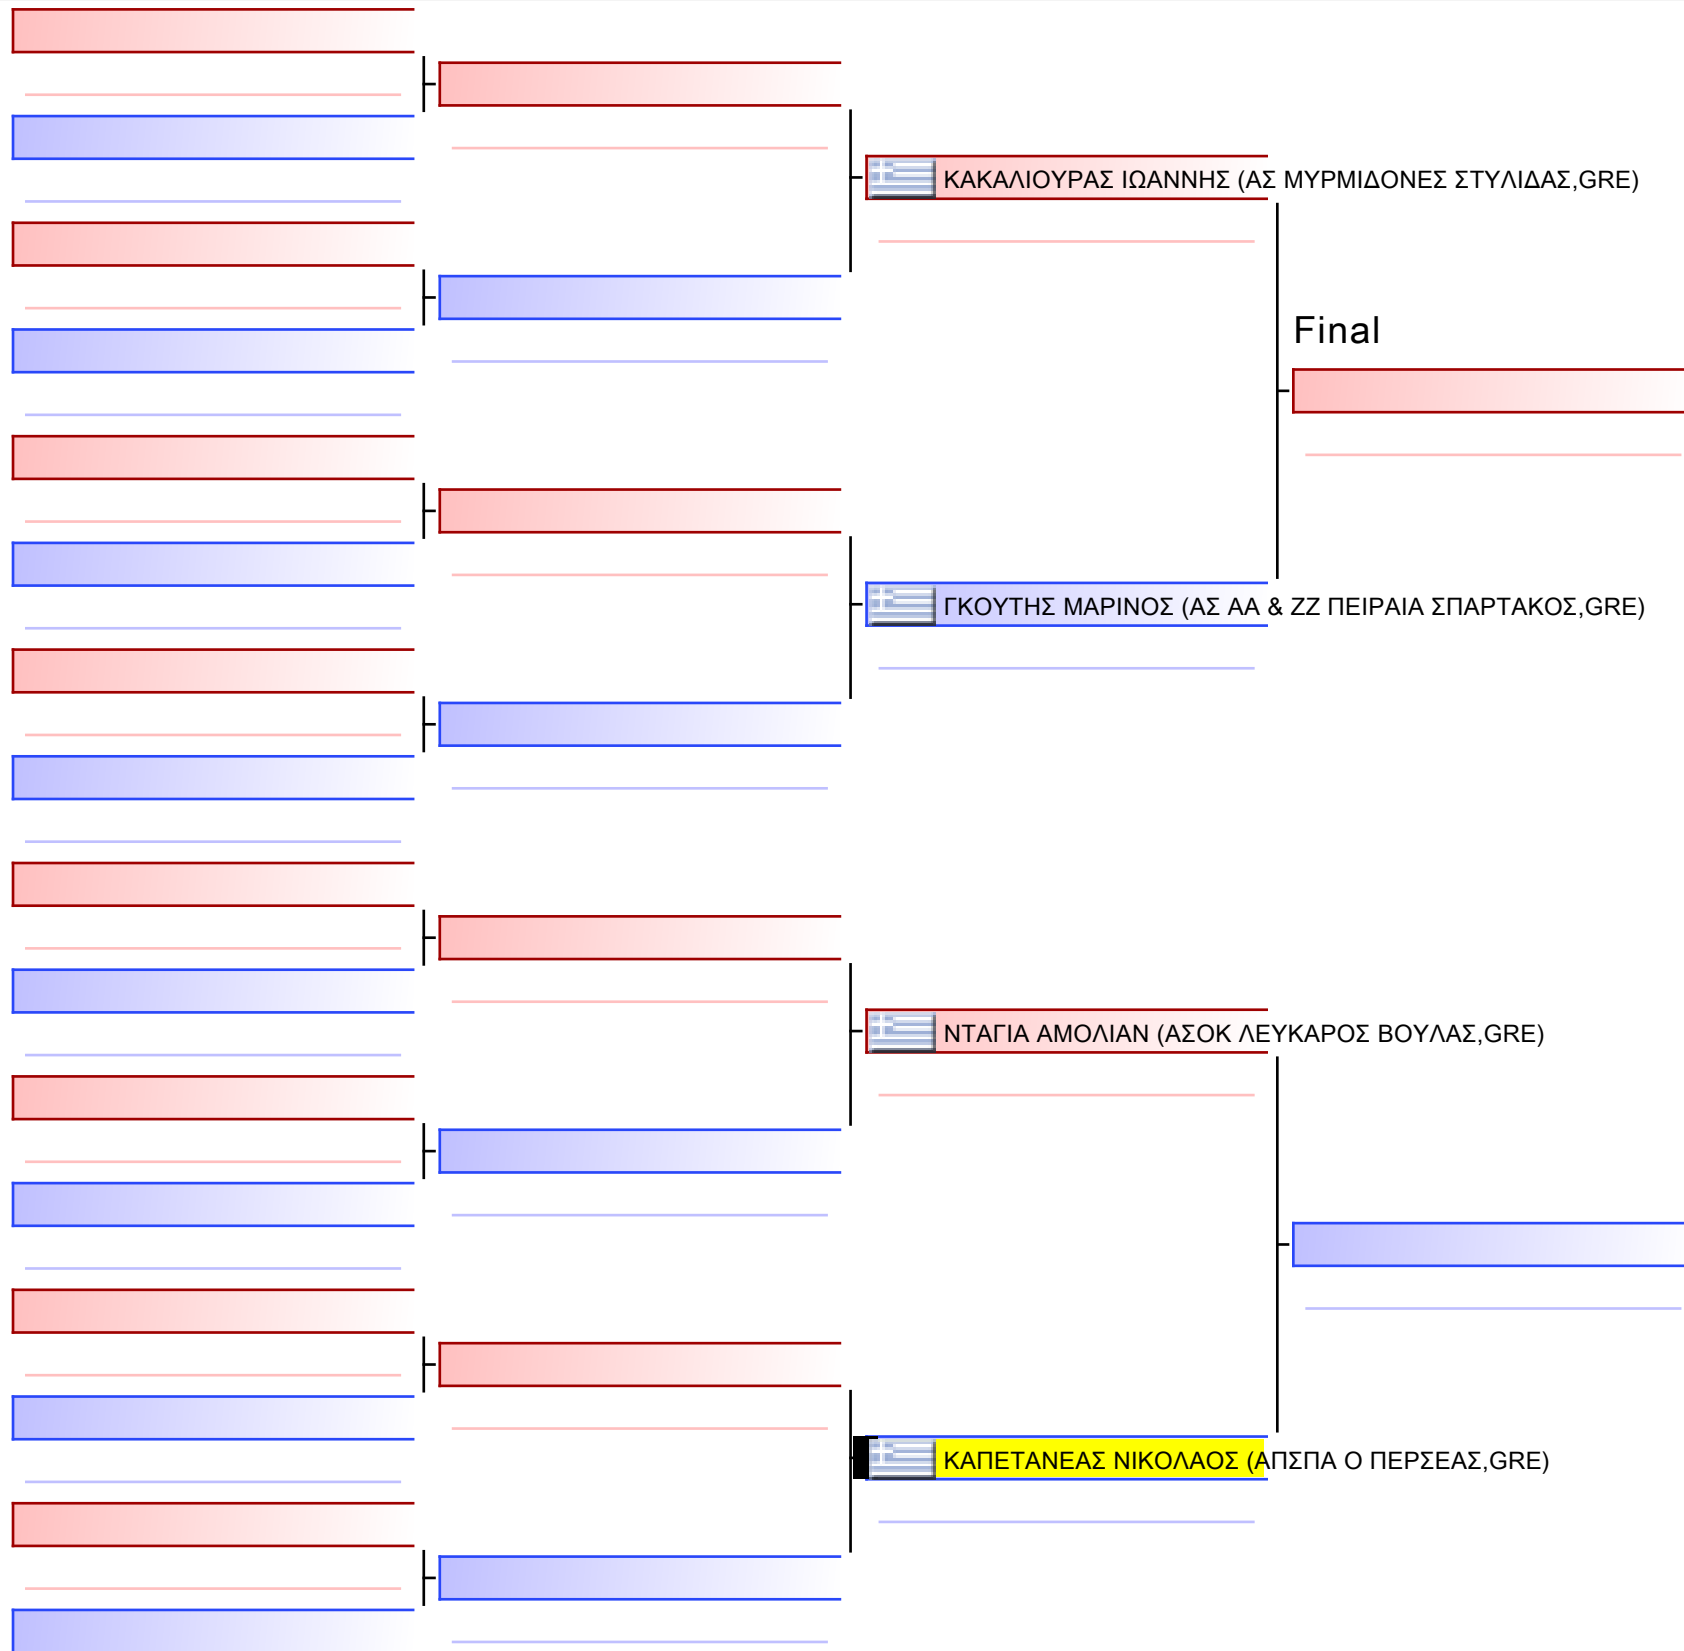 ΚΑΚΑΛΙΟΥΡΑΣ ΙΩΑΝΝΗΣ (ΑΣ ΜΥΡΜΙΔΟΝΕΣ ΣΤΥΛΙΔΑΣ,GRE)
Final
ΓΚΟΥΤΗΣ ΜΑΡΙΝΟΣ (ΑΣ ΑΑ & ΖΖ ΠΕΙΡΑΙΑ ΣΠΑΡΤΑΚΟΣ,GRE)
ΝΤΑΓΙΑ ΑΜΟΛΙΑΝ (ΑΣΟΚ ΛΕΥΚΑΡΟΣ ΒΟΥΛΑΣ,GRE)
ΚΑΠΕΤΑΝΕΑΣ ΝΙΚΟΛΑΟΣ (ΑΠΣΠΑ Ο ΠΕΡΣΕΑΣ,GRE)